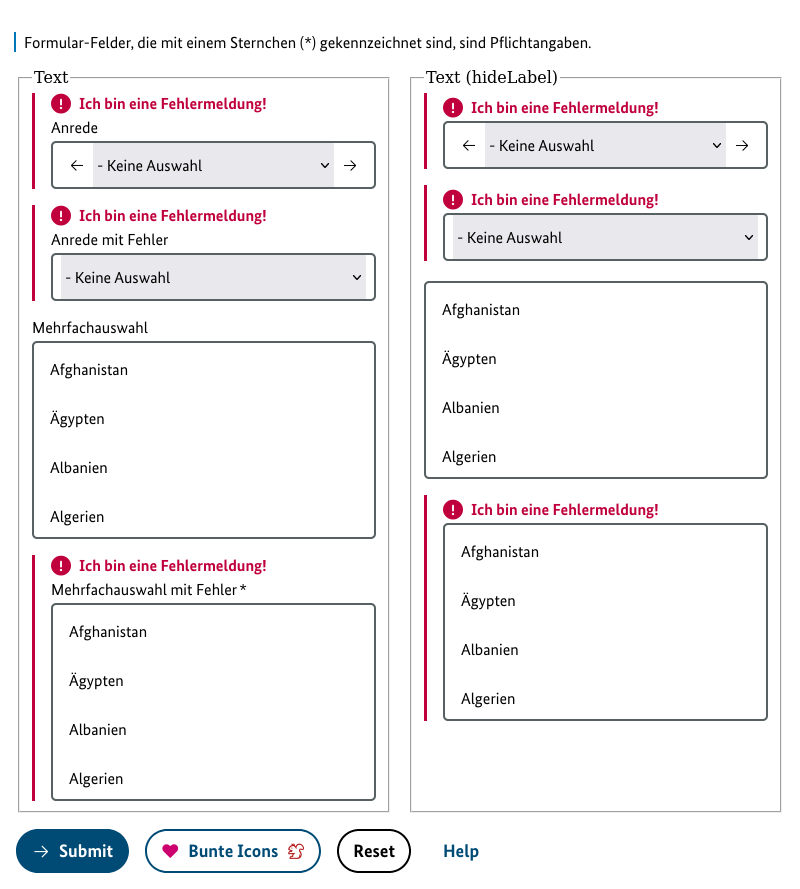 Formular-Felder, die mit einem Sternchen (*) gekennzeichnet sind, sind Pflichtangaben.
Text
Ich bin eine Fehlermeldung!
Anrede
- Keine Auswahl
Ich bin eine Fehlermeldung!
Anrede mit Fehler
- Keine Auswahl
Mehrfachauswahl
Afghanistan
Ägypten
Albanien
Algerien
Ich bin eine Fehlermeldung!
Mehrfachauswahl mit Fehler *
Afghanistan
Ägypten
Albanien
Algerien
Text (hideLabel)
Ich bin eine Fehlermeldung!
- Keine Auswahl
Ich bin eine Fehlermeldung!
- Keine Auswahl
Afghanistan
Ägypten
Albanien
Algerien
Ich bin eine Fehlermeldung!
Afghanistan
Ägypten
Albanien
Algerien
Submit
Bunte Icons
Reset
Help